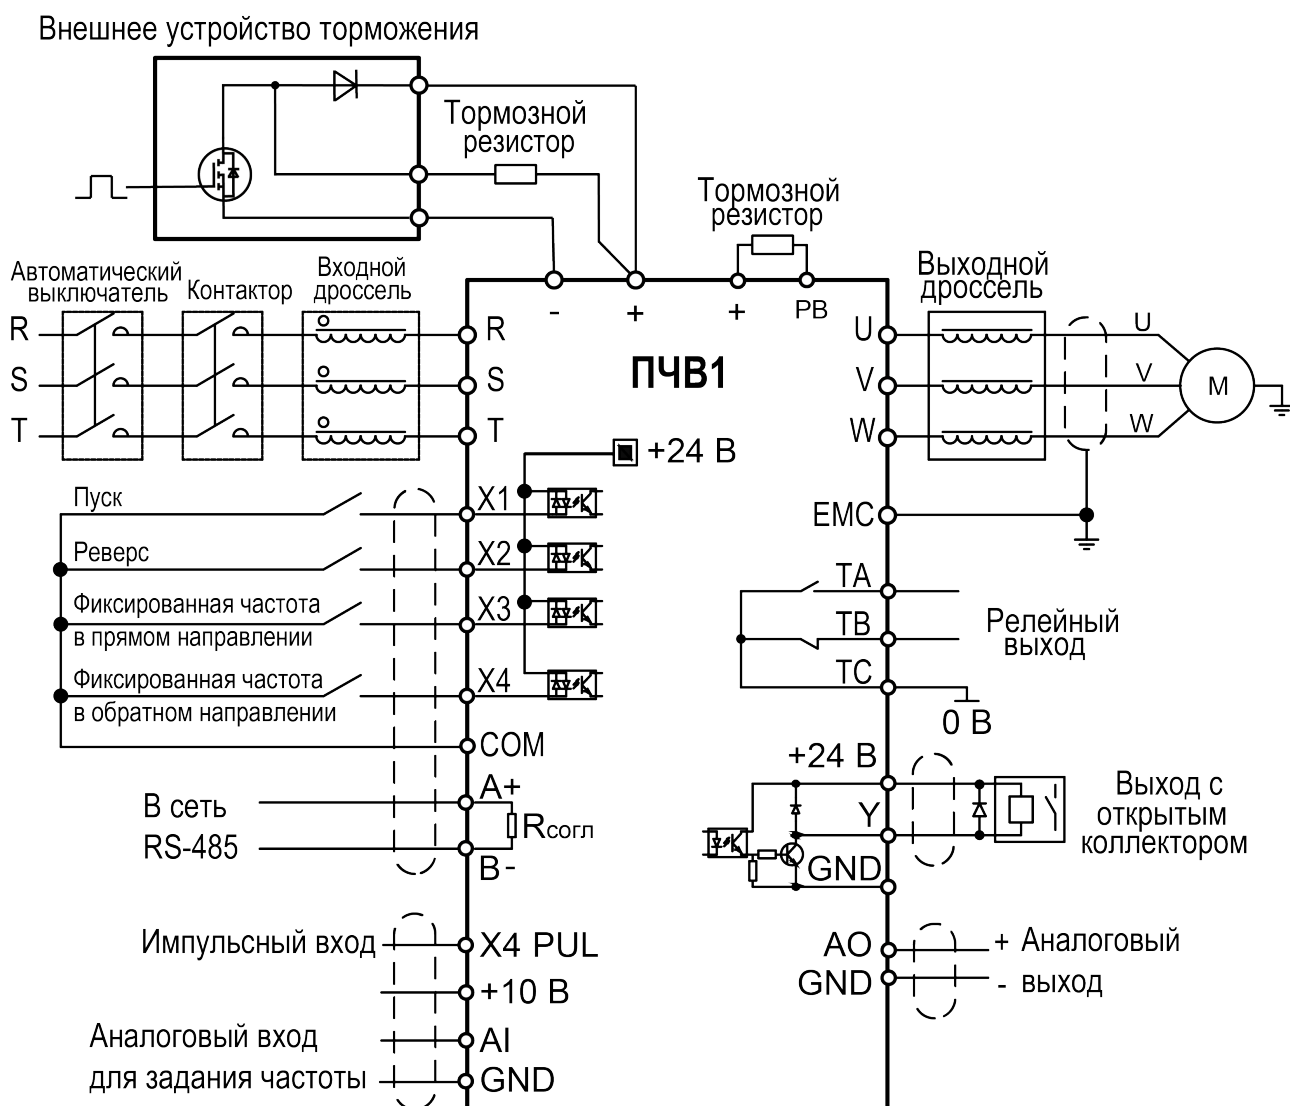 Внешнее устройство торможения
Тормозной
резистор
Тормозной
резистор
Автоматический
выключатель
Контактор
Входной
дроссель
Выходной
дроссель
-
+
+
PB
R
R
U
U
S
S
V
V
M
T
T
W
W
ПЧВ1
+24 В
Пуск
X1
EMC
Реверс
X2
Фиксированная частота
в прямом направлении
X3
Фиксированная частота
в обратном направлении
X4
COM
TA
TB
TC
Релейный
выход
0 В
В сеть
RS-485
A+
B-
Rсогл
+24 В
Y
GND
Выход с
открытым
коллектором
Импульсный вход
X4 PUL
+10 В
Аналоговый вход
для задания частоты
AI
GND
AO
GND
+ Аналоговый
- выход